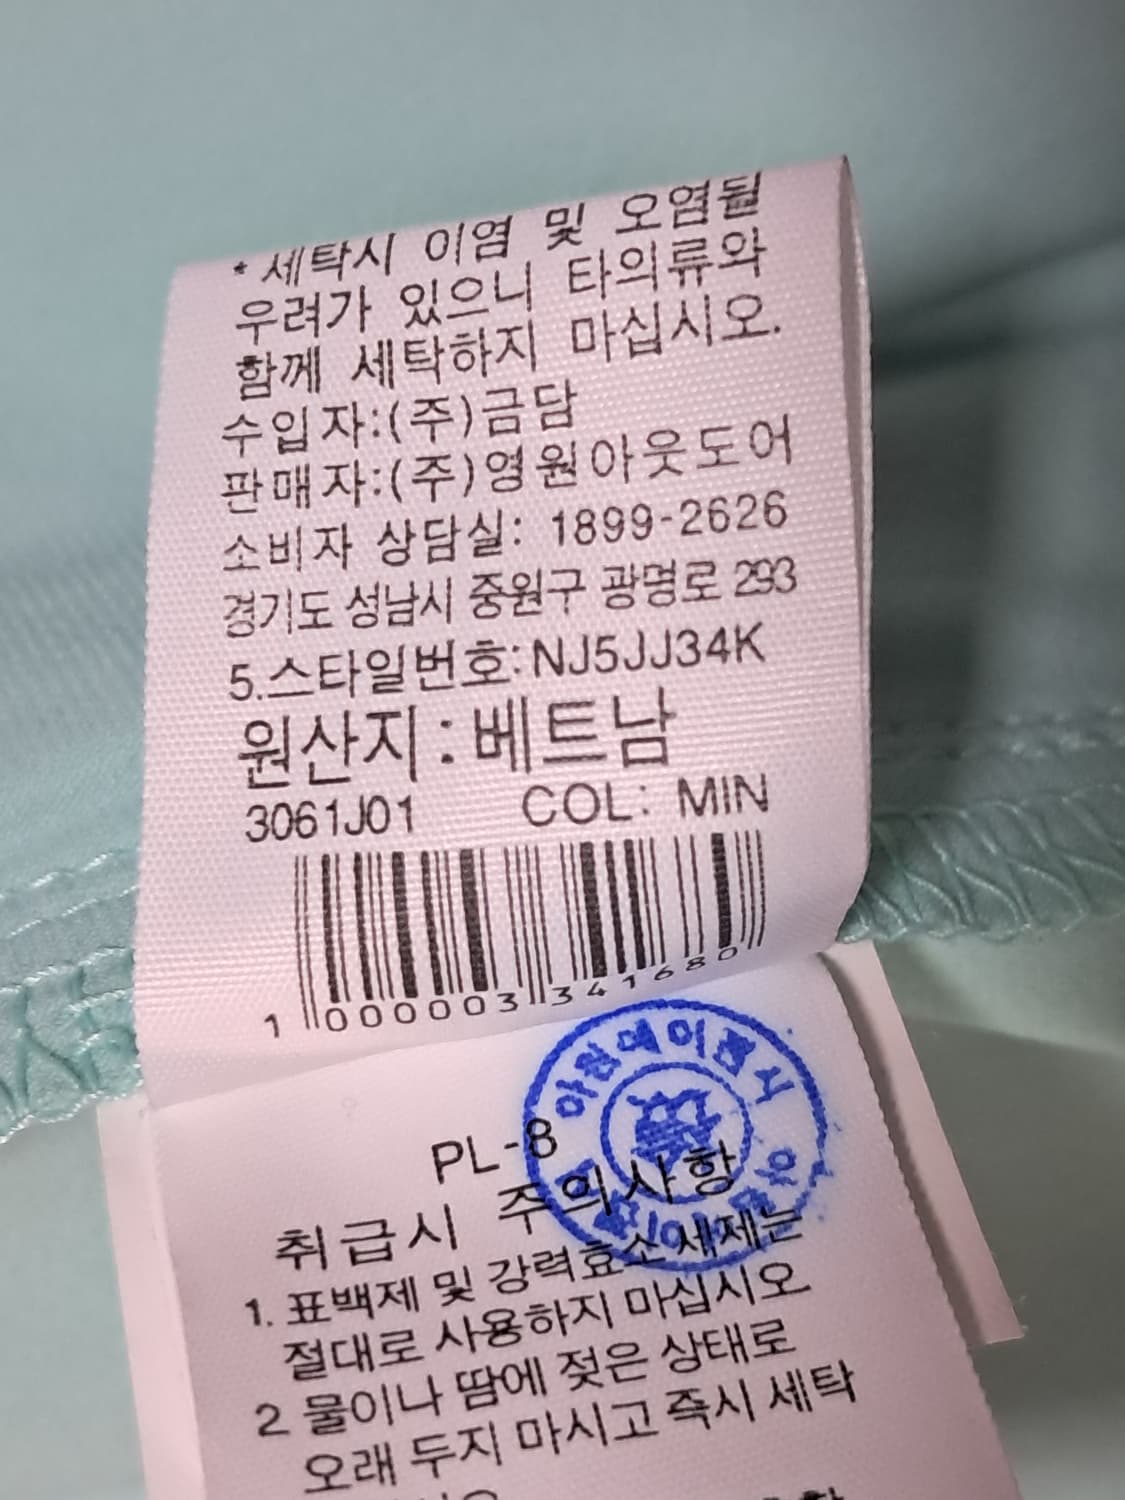 * 세탁시 이염 및 오염될
우려가 있으니 타의류와
함께 세탁하지 마십시오.
수입자:(주)금담
판매자:(주)영원아웃도어
소비자 상담실: 1899-2626
경기도 성남시 중원구 광명로 293
5.스타일번호:NJ5JJ34K
원산지:베트남
3061J01 COL: MIN
1 000003 341680
PL-8
취급시 주의사항
1. 표백제 및 강력효소 세제는
절대로 사용하지 마십시오
2 물이나 땀에 젖은 상태로
오래 두지 마시고 즉시 세탁